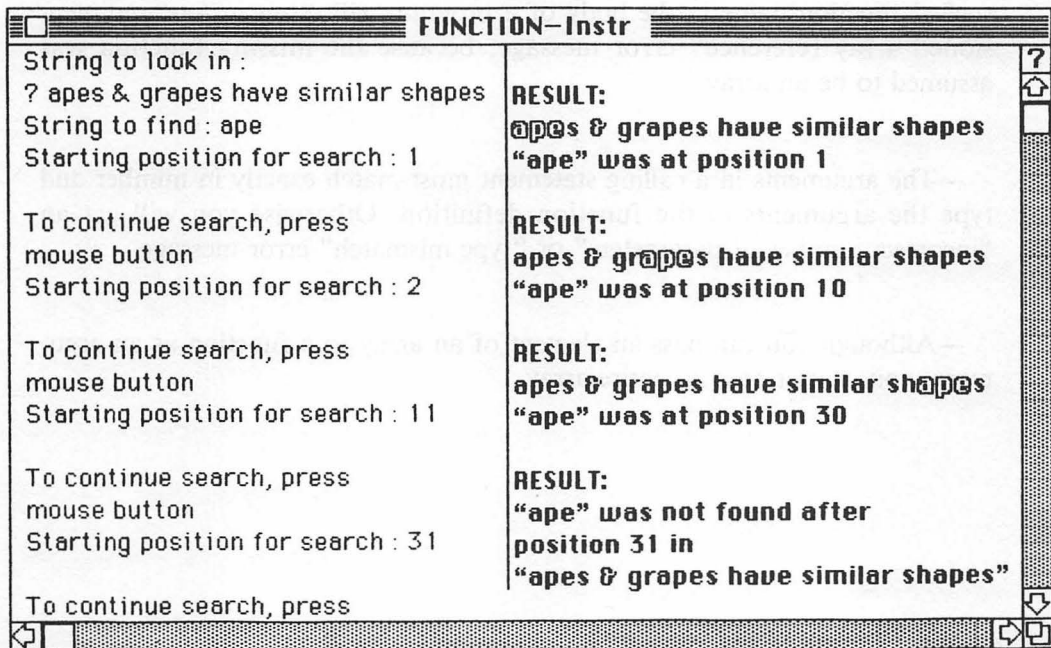 FUNCTION-Instr
String to look in :
? apes & grapes have similar shapes
String to find : ape
Starting position for search : 1
RESULT:
apes & grapes have similar shapes
“ape” was at position 1
To continue search, press
mouse button
Starting position for search : 2
RESULT:
apes & grapes have similar shapes
“ape” was at position 10
To continue search, press
mouse button
Starting position for search : 11
RESULT:
apes & grapes have similar shapes
“ape” was at position 30
To continue search, press
mouse button
Starting position for search : 31
RESULT:
“ape” was not found after
position 31 in
“apes & grapes have similar shapes”
To continue search, press
?